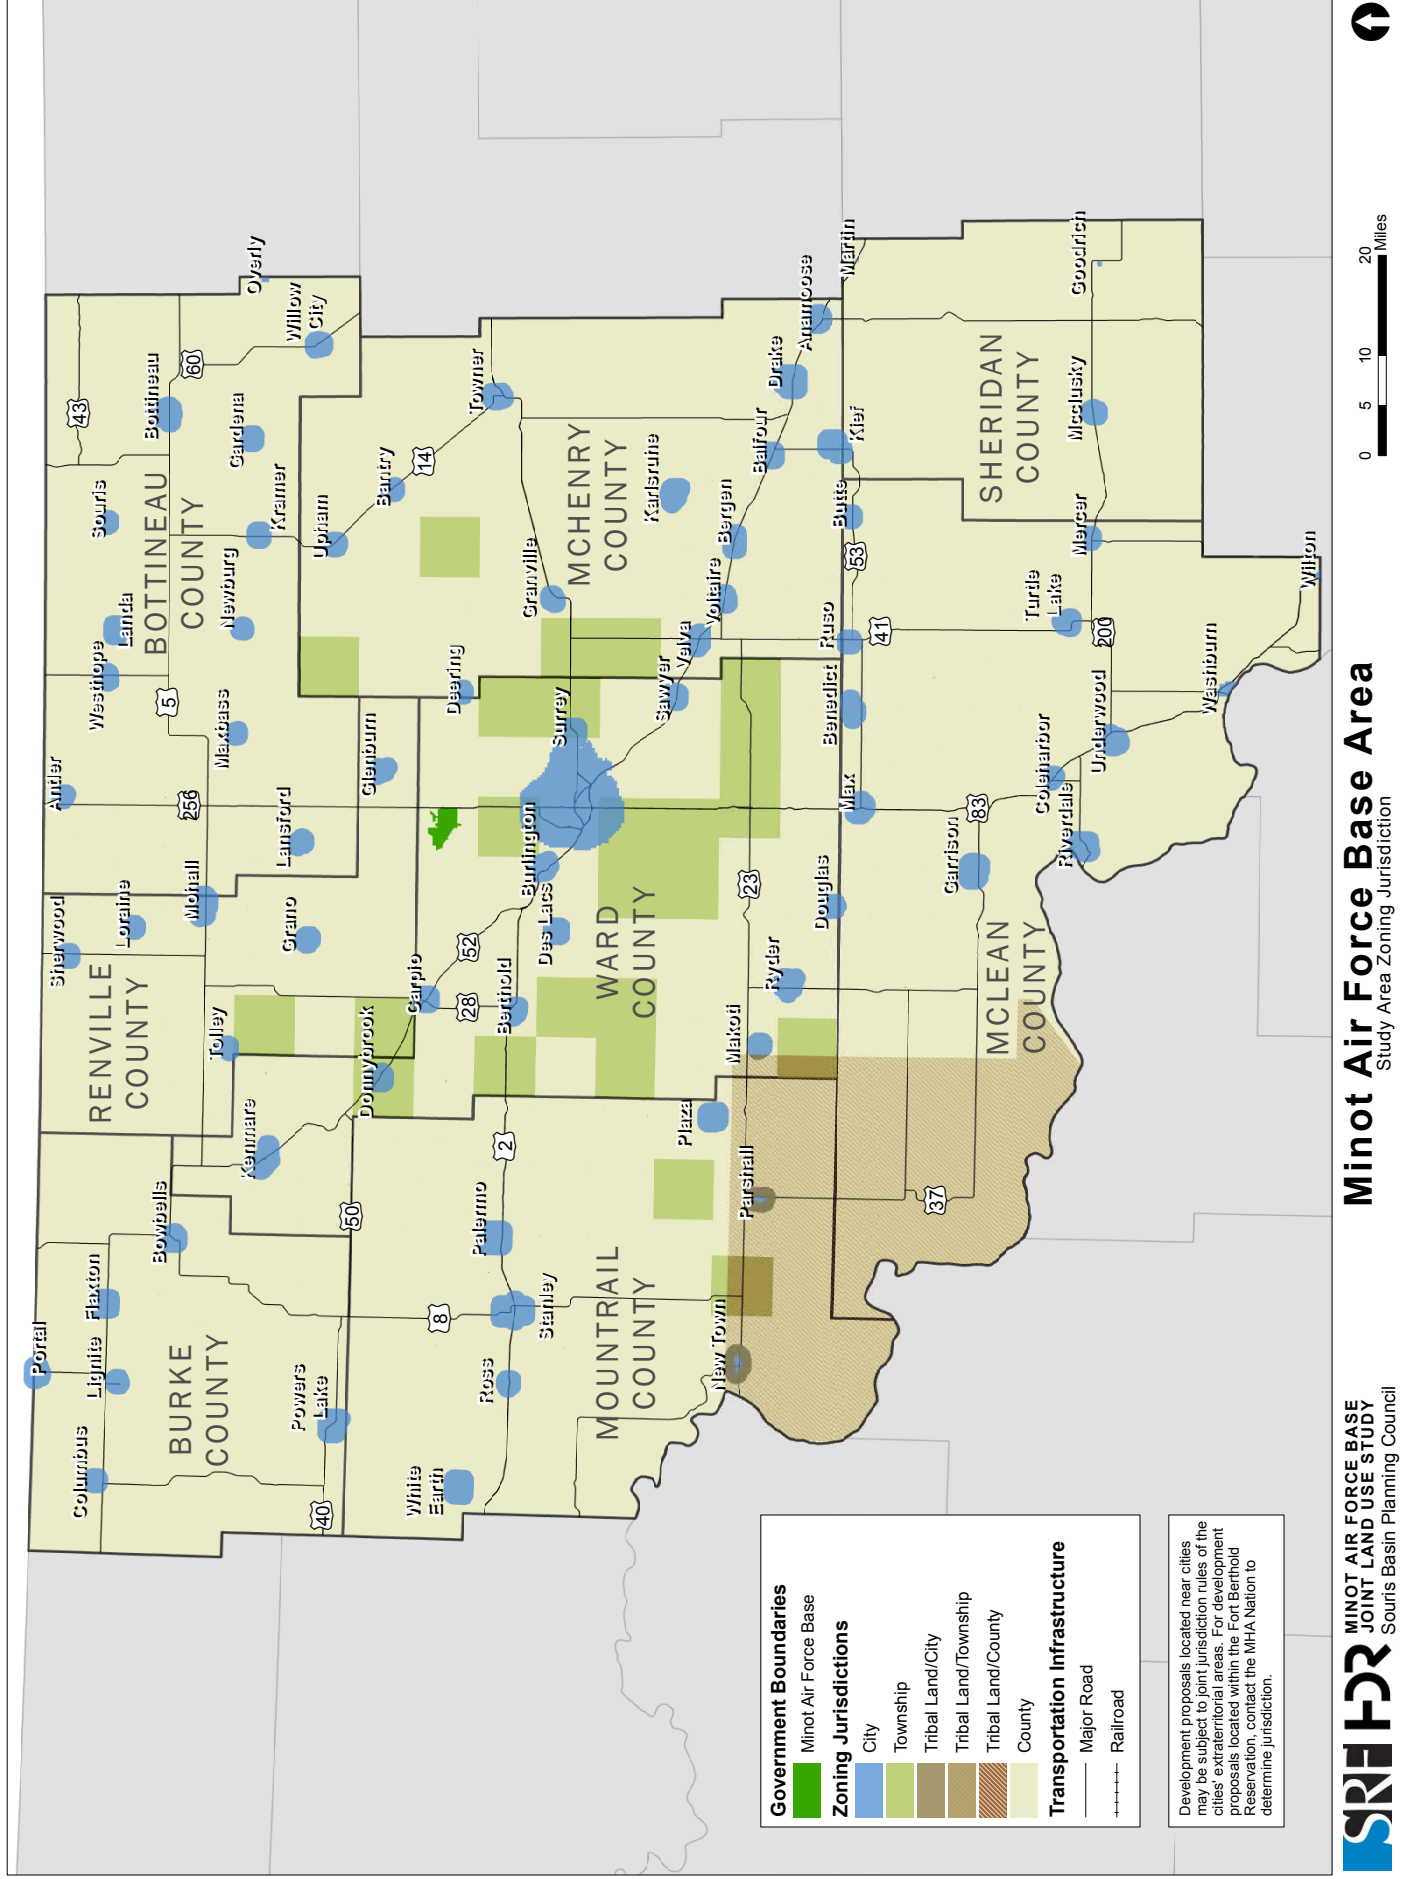 Portal
Columbus
Lignite
Flaxton
Bowbells
BURKE
COUNTY
Powers
Lake
40
50
8
Sherwood
Loraine
Mohall
RENVILLE
COUNTY
Tolley
Grano
Kenmare
Donnybrook
Carpio
Glenburn
Antler
Westhope
Landa
Souris
43
Bottineau
BOTTINEAU
COUNTY
5
60
256
Maxbass
Newburg
Kramer
Gardena
Overly
Willow
City
Lansford
Upham
Bantry
14
Towner
Deering
Granville
MCHENRY
COUNTY
Karlsruhe
Velva
Voltaire
Bergen
Balfour
Drake
Anamoose
Kief
White
Earth
Ross
Stanley
Palermo
2
MOUNTRAIL
COUNTY
Plaza
Parshall
New Town
52
28
Berthold
Des Lacs
Burlington
Surrey
Sawyer
WARD
COUNTY
Makoti
Ryder
Douglas
23
Max
Benedict
Ruso
Butte
53
41
Martin
SHERIDAN
COUNTY
Goodrich
Mcclusky
Mercer
Turtle
Lake
200
Garrison
83
MCLEAN
COUNTY
37
Riverdale
Coleharbor
Underwood
Washburn
Wilton
Government Boundaries
Minot Air Force Base
Zoning Jurisdictions
City
Township
Tribal Land/City
Tribal Land/Township
Tribal Land/County
County
Transportation Infrastructure
Major Road
Railroad
Development proposals located near cities
may be subject to joint jurisdiction rules of the
cities' extraterritorial areas. For development
proposals located within the Fort Berthold
Reservation, contact the MHA Nation to
determine jurisdiction.
SRF HDR
MINOT AIR FORCE BASE
JOINT LAND USE STUDY
Souris Basin Planning Council
Minot Air Force Base Area
Study Area Zoning Jurisdiction
0 5 10 20
Miles